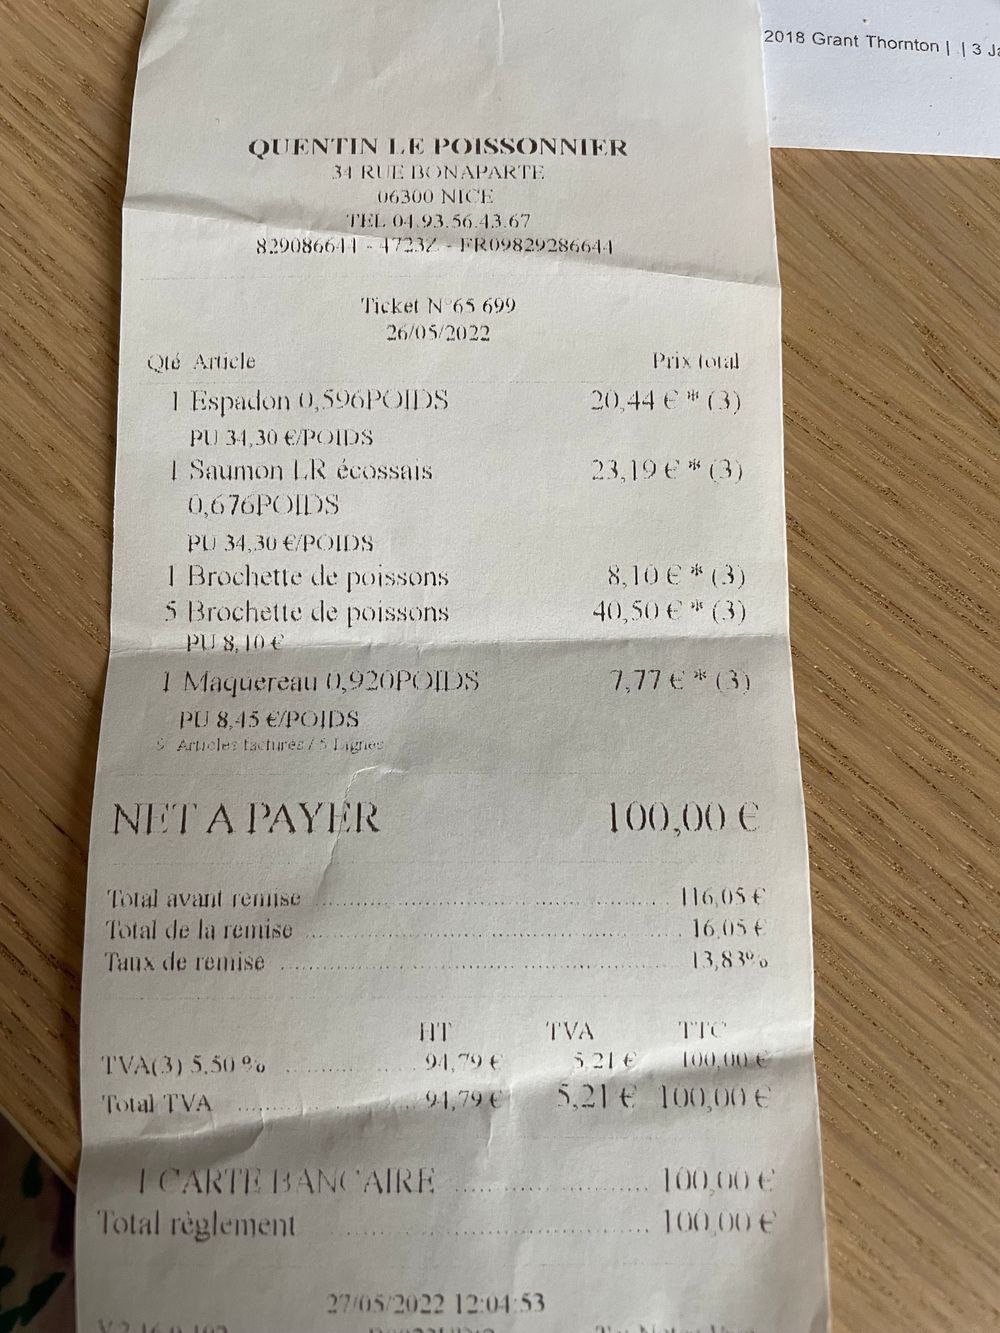 2018 Grant Thornton | | 3 Ja
QUENTIN LE POISSONNIER
34 RUE BONAPARTE
06300 NICE
TEL 04.93.56.43.67
829086644 - 4723Z - FR09829286644
Ticket N°65 699
26/05/2022
Qté Article Prix total
1 Espadon 0,596POIDS 20,44 € * (3)
PU 34,30 €/POIDS
1 Saumon LR écossais 23,19 € * (3)
0,676POIDS
PU 34,30 €/POIDS
1 Brochette de poissons 8,10 € * (3)
5 Brochette de poissons 40,50 € * (3)
PU 8,10 €
1 Maquereau 0,920POIDS 7,77 € * (3)
PU 8,45 €/POIDS
9 Articles facturés / 5 Lignes
NET A PAYER 100,00 €
Total avant remise 116,05 €
Total de la remise 16,05 €
Taux de remise 13,83%
HT TVA TTC
TVA(3) 5,50 % 94,79 € 5,21 € 100,00 €
Total TVA 94,79 € 5,21 € 100,00 €
1 CARTE BANCAIRE 100,00 €
Total règlement 100,00 €
27/05/2022 12:04:53